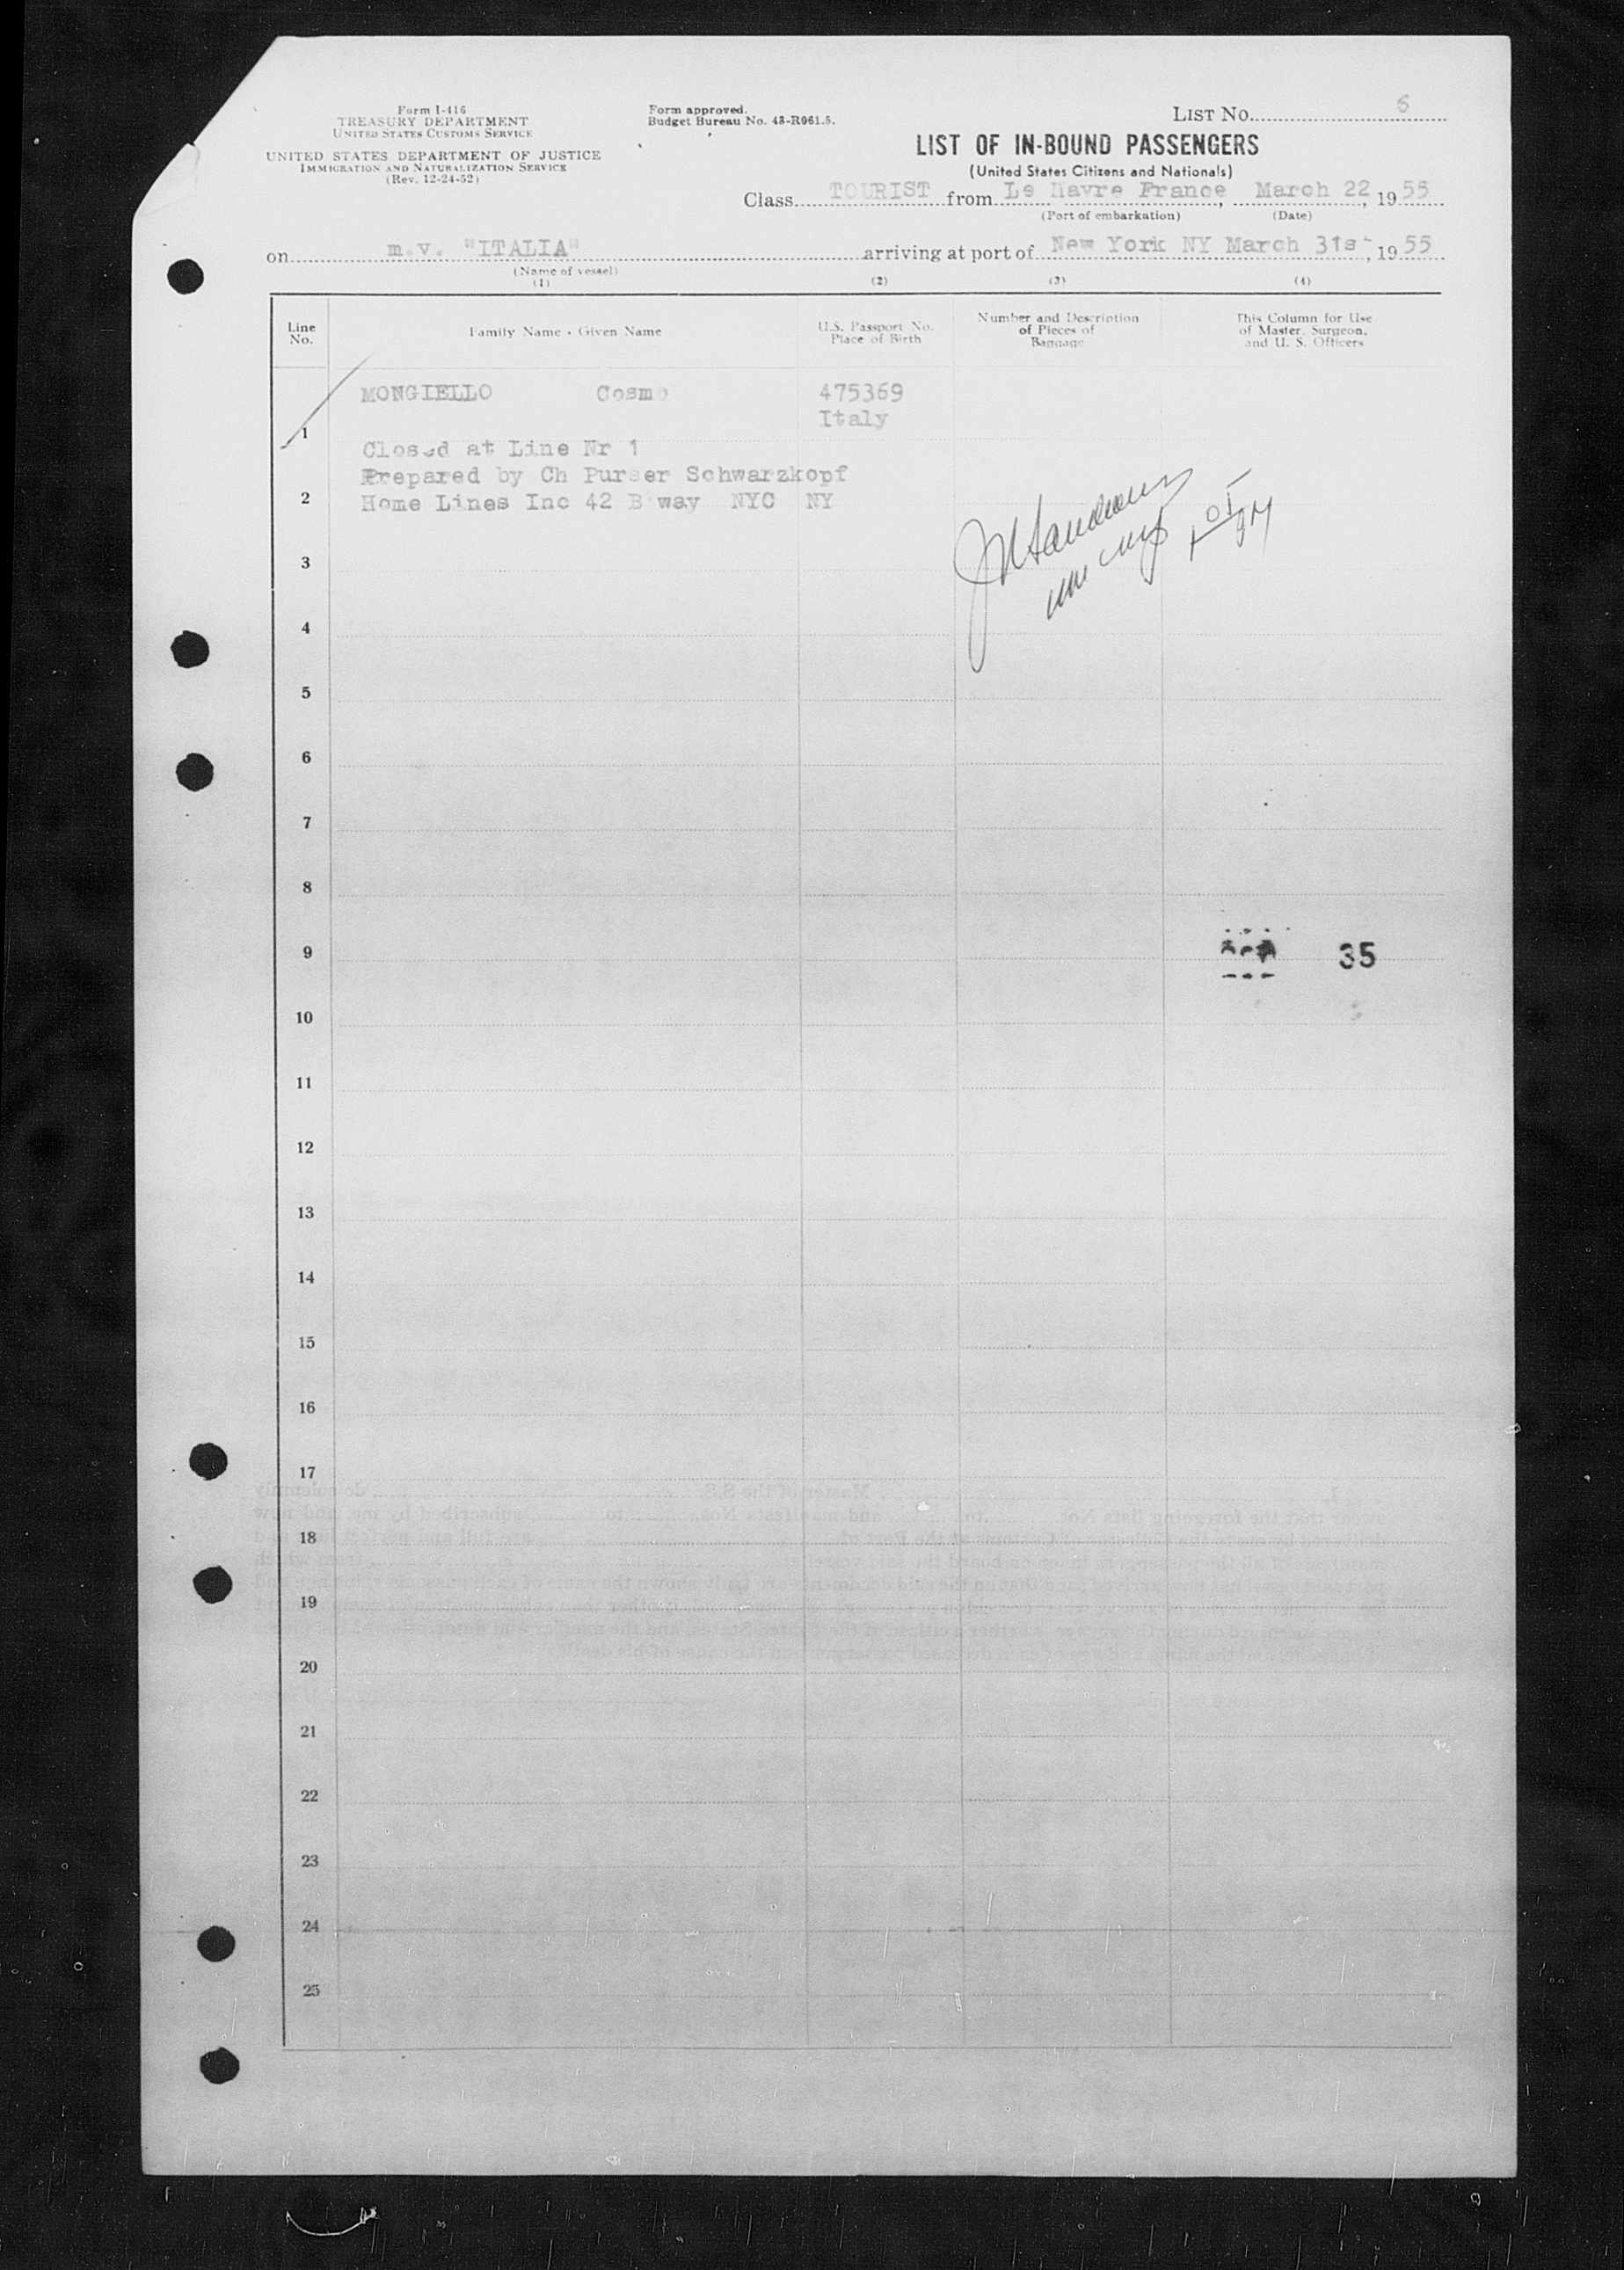 Form I-416
TREASURY DEPARTMENT
UNITED STATES CUSTOMS SERVICE
UNITED STATES DEPARTMENT OF JUSTICE
IMMIGRATION AND NATURALIZATION SERVICE
(Rev. 12-24-52)
Form approved.
Budget Bureau No. 43-R061.5.
LIST No. 6
LIST OF IN-BOUND PASSENGERS
(United States Citizens and Nationals)
Class TOURIST from Le Havre France, March 22, 1955
(Port of embarkation) (Date)
on m.v. "ITALIA" arriving at port of New York NY March 31st, 1955
(Name of vessel)
(1) (2) (3) (4)
Line No. Family Name - Given Name U.S. Passport No. Place of Birth Number and Description of Pieces of Baggage This Column for Use of Master, Surgeon, and U. S. Officers
MONGIELLO Cosmo 475369
Italy
1
Closed at Line Nr 1
Prepared by Ch Purser Schwarzkopf
2 Home Lines Inc 42 B'way NYC NY
3
4
5
6
7
8
9 35
10
11
12
13
14
15
16
17
18
19
20
21
22
23
24
25